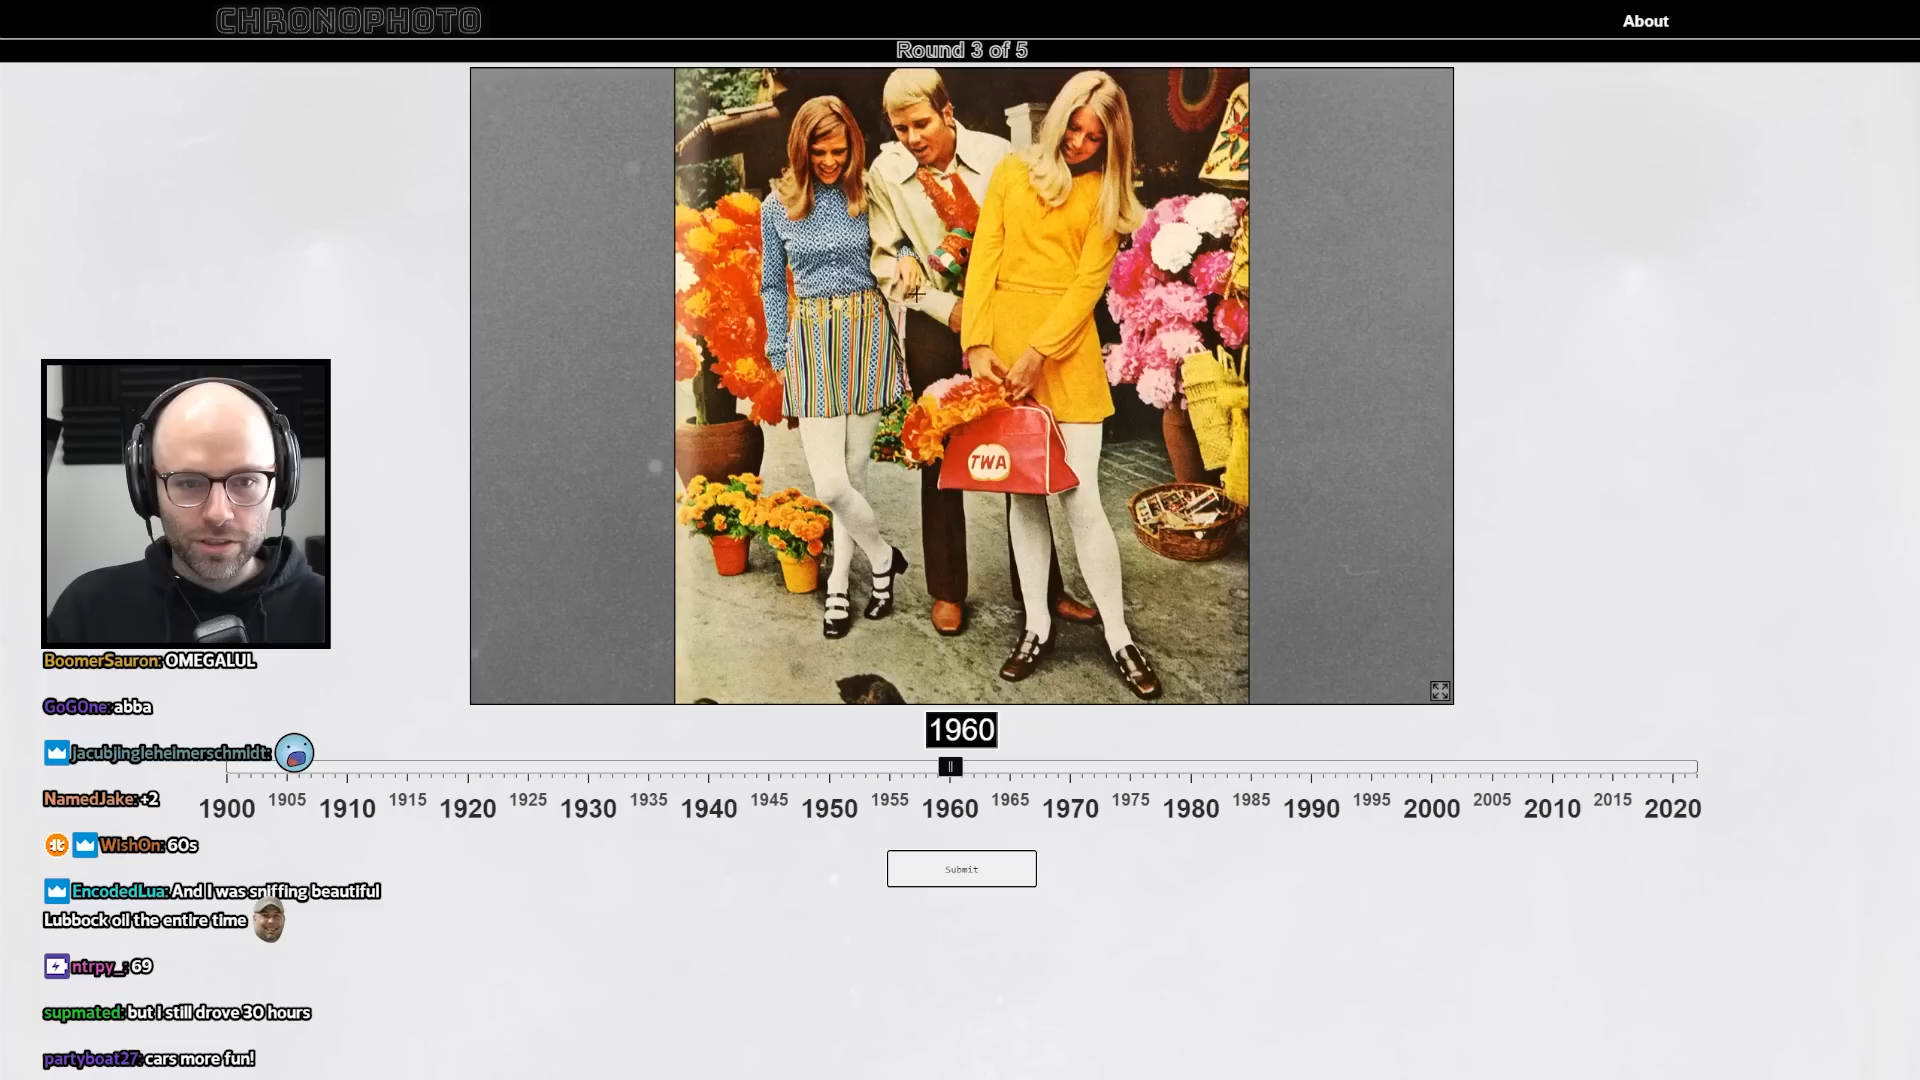 CHRONOPHOTO
About
Round 3 of 5
TWA
1960
1900 1905 1910 1915 1920 1925 1930 1935 1940 1945 1950 1955 1960 1965 1970 1975 1980 1985 1990 1995 2000 2005 2010 2015 2020
Submit
BoomerSauron: OMEGALUL
GoGOne: abba
Jacubjingleheimerschmidt:
NamedJake: +2
WishOn: 60s
EncodedLua: And I was sniffing beautiful
Lubbock oil the entire time
ntrpy_: 69
supmated: but I still drove 30 hours
partyboat27: cars more fun!